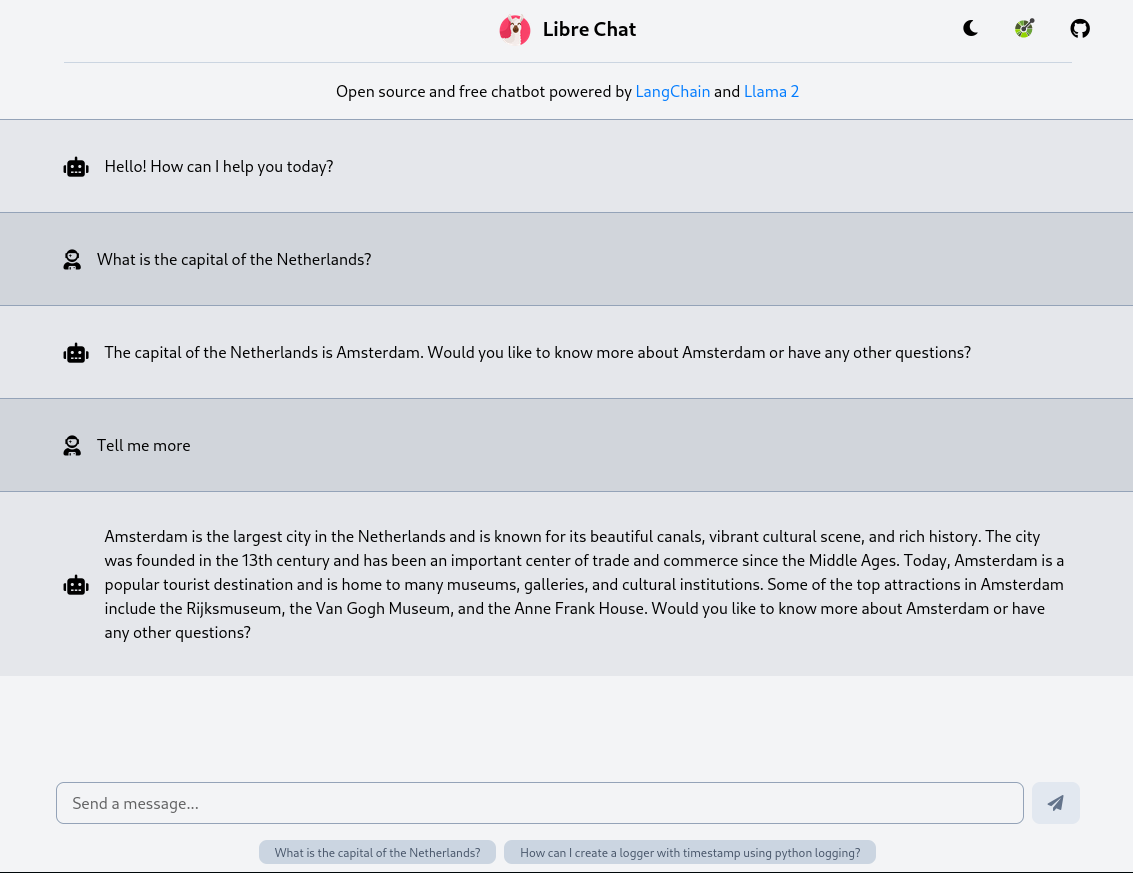 Libre Chat
Open source and free chatbot powered by LangChain and Llama 2
Hello! How can I help you today?
What is the capital of the Netherlands?
The capital of the Netherlands is Amsterdam. Would you like to know more about Amsterdam or have any other questions?
Tell me more
Amsterdam is the largest city in the Netherlands and is known for its beautiful canals, vibrant cultural scene, and rich history. The city
was founded in the 13th century and has been an important center of trade and commerce since the Middle Ages. Today, Amsterdam is a
popular tourist destination and is home to many museums, galleries, and cultural institutions. Some of the top attractions in Amsterdam
include the Rijksmuseum, the Van Gogh Museum, and the Anne Frank House. Would you like to know more about Amsterdam or have
any other questions?
Send a message...
What is the capital of the Netherlands? How can I create a logger with timestamp using python logging?